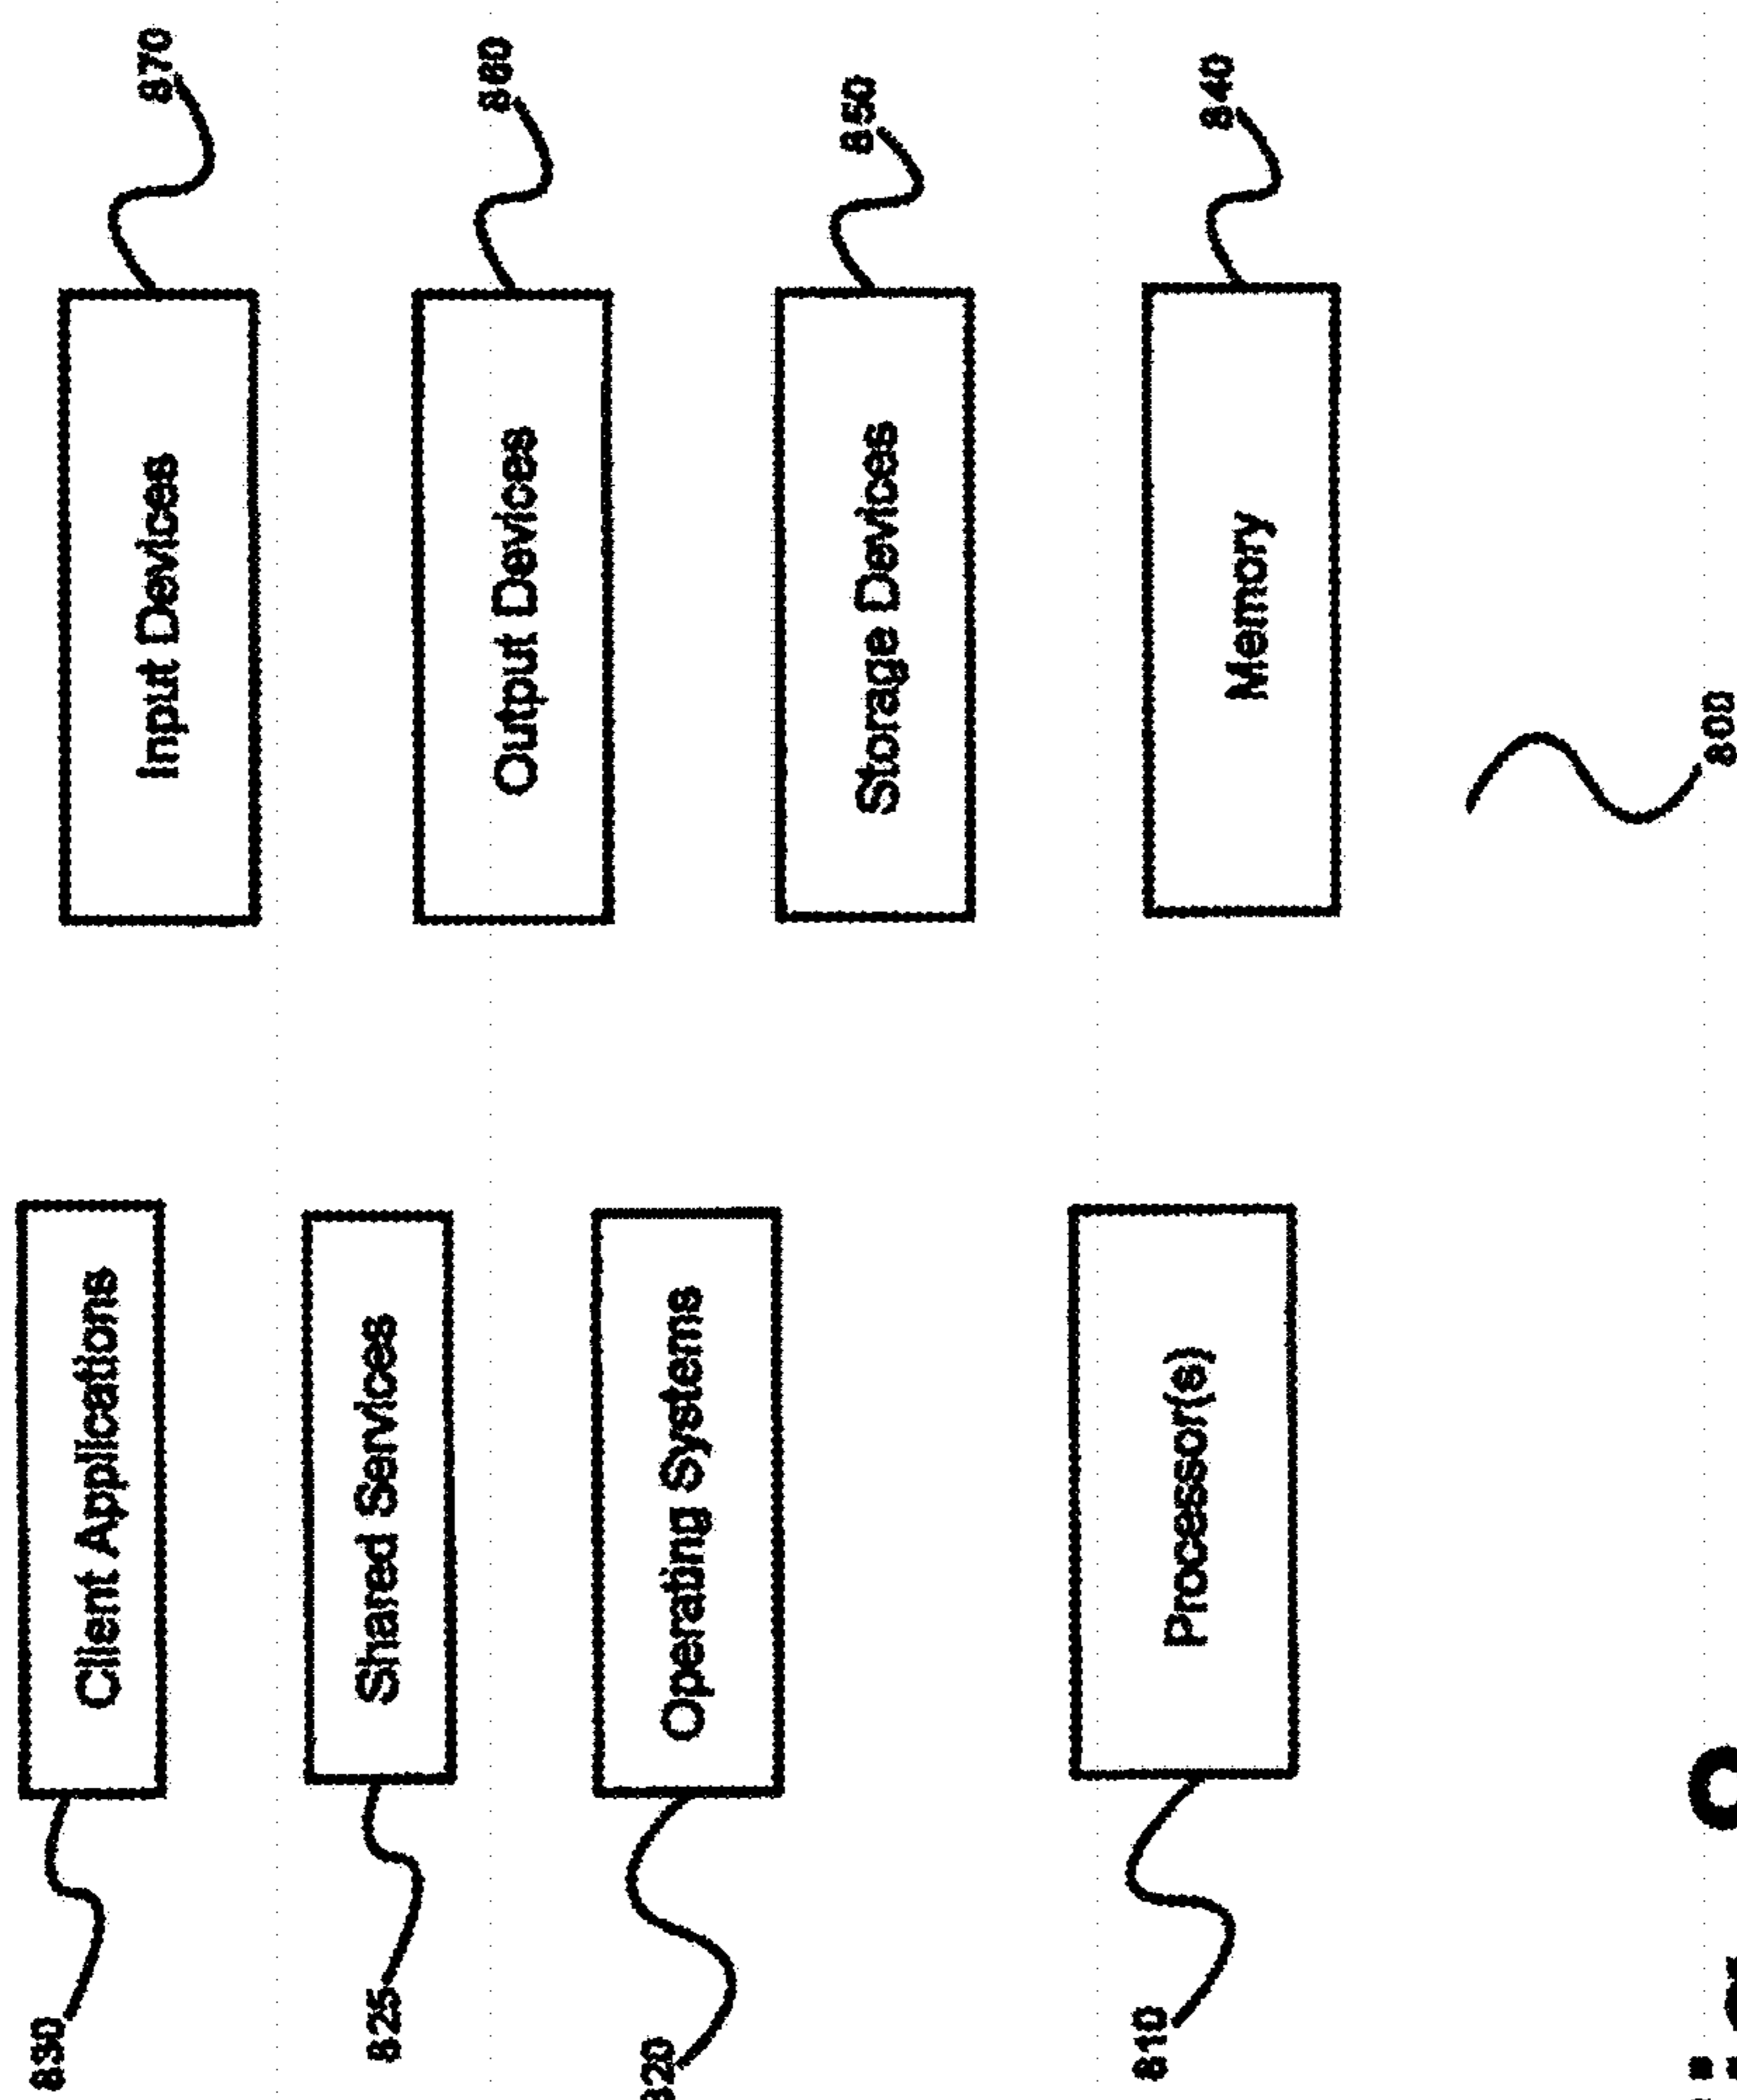 830
Client Applications
Input Devices
870
825
Shared Services
Output Devices
860
820
Operating Systems
Storage Devices
850
810
Processor(s)
Memory
840
800